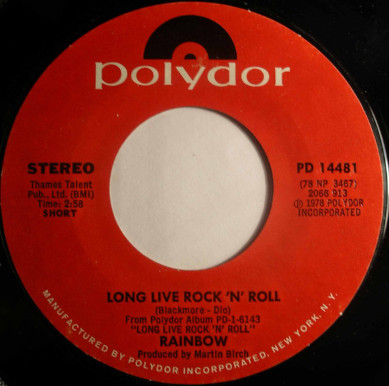 polydor
STEREO
Thames Talent
Pub., Ltd. (BMI)
Time: 2:58
SHORT
PD 14481
(78 NP 3467)
2066 913
℗ 1978 POLYDOR
INCORPORATED
LONG LIVE ROCK 'N' ROLL
(Blackmore - Dio)
From Polydor Album PD-1-6143
"LONG LIVE ROCK 'N' ROLL"
RAINBOW
Produced by Martin Birch
MANUFACTURED BY POLYDOR INCORPORATED, NEW YORK, N. Y.